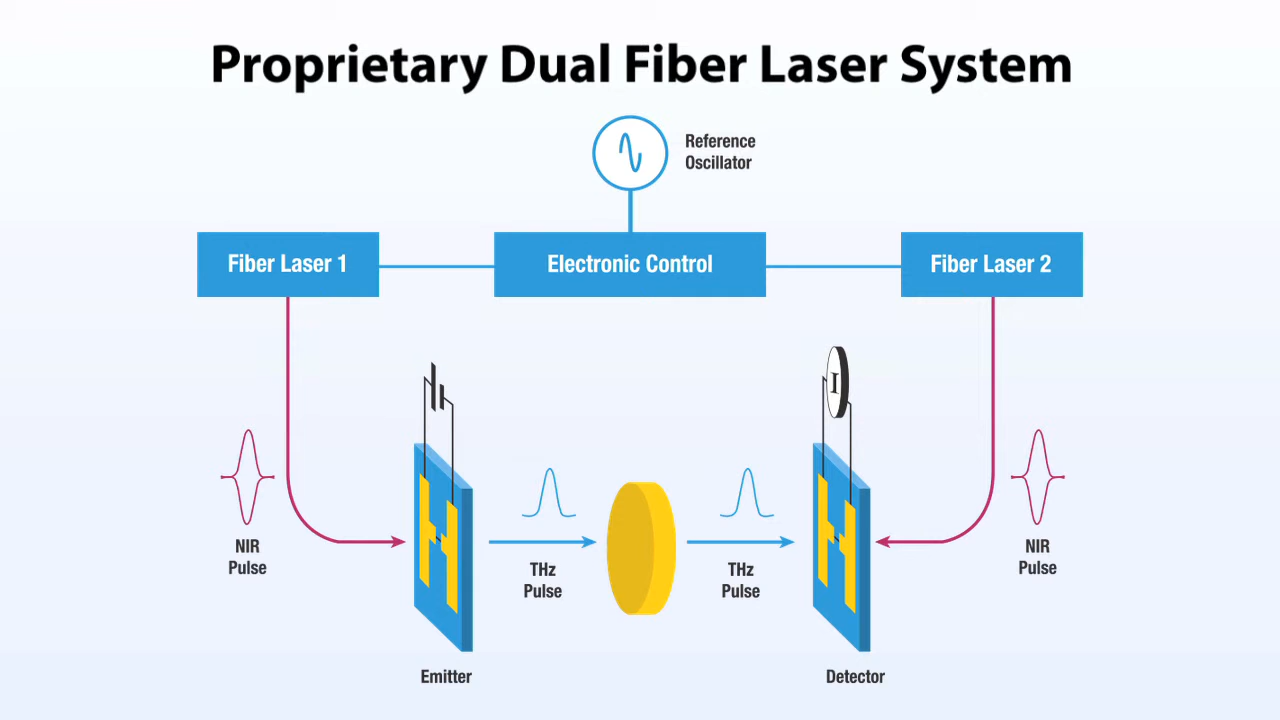 Proprietary Dual Fiber Laser System
Reference
Oscillator
Fiber Laser 1
Electronic Control
Fiber Laser 2
I
NIR
Pulse
THz
Pulse
THz
Pulse
NIR
Pulse
Emitter
Detector